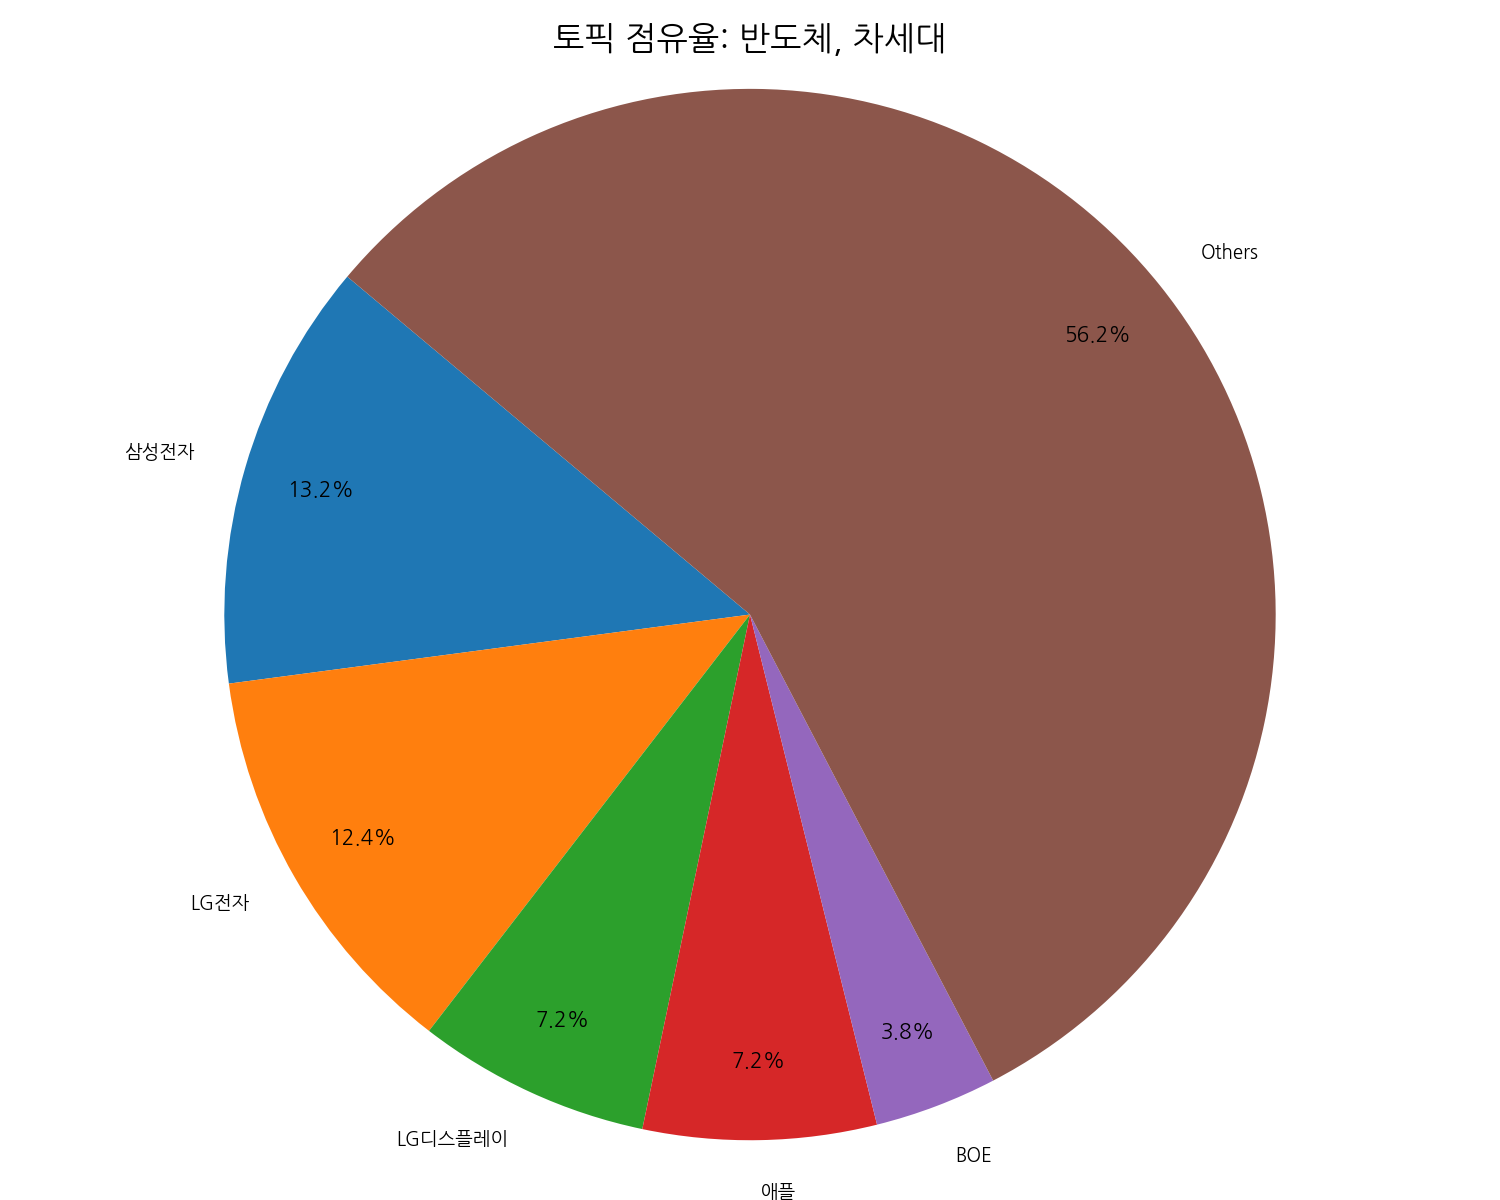 토픽 점유율: 반도체, 차세대
Others
56.2%
삼성전자
13.2%
12.4%
LG전자
7.2%
LG디스플레이
7.2%
애플
3.8%
BOE